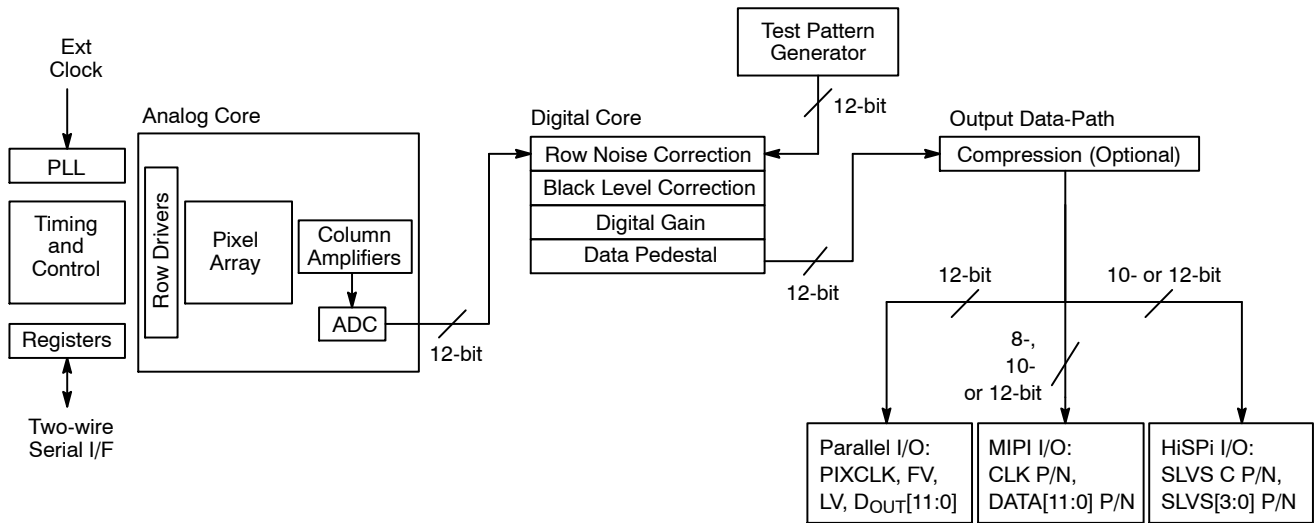 Ext
Clock
PLL
Timing
and
Control
Registers
Two-wire
Serial I/F
Analog Core
Row Drivers
Pixel
Array
Column
Amplifiers
ADC
12-bit
Test Pattern
Generator
12-bit
Digital Core
Row Noise Correction
Black Level Correction
Digital Gain
Data Pedestal
12-bit
Output Data-Path
Compression (Optional)
12-bit
8-,
10-
or 12-bit
10- or 12-bit
Parallel I/O:
PIXCLK, FV,
LV, DOUT[11:0]
MIPI I/O:
CLK P/N,
DATA[11:0] P/N
HiSPi I/O:
SLVS C P/N,
SLVS[3:0] P/N